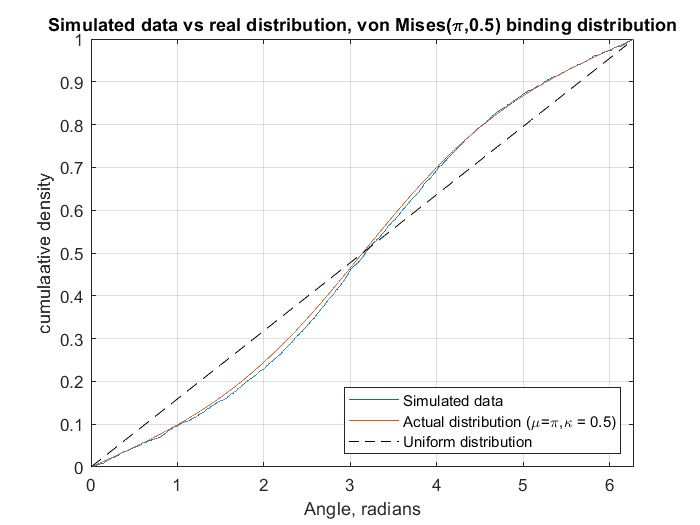 Simulated data vs real distribution, von Mises(π,0.5) binding distribution
1
0.9
0.8
0.7
0.6
0.5
0.4
0.3
0.2
0.1
0
cumulaative density
Simulated data
Actual distribution (μ=π,κ = 0.5)
Uniform distribution
0 1 2 3 4 5 6
Angle, radians